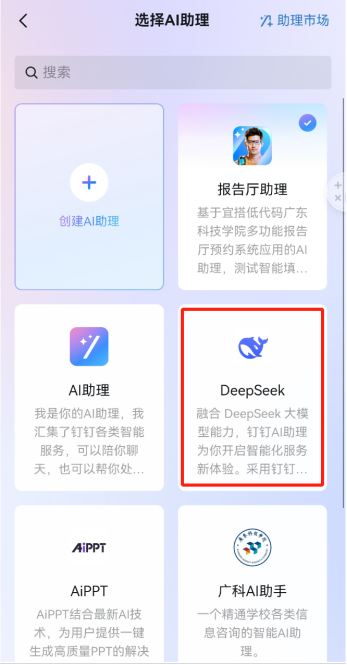 选择AI助理
助理市场
搜索
创建AI助理
报告厅助理
基于宜搭低代码广东
科技学院多功能报告
厅预约系统应用的AI
助理，测试智能填...
AI助理
我是你的AI助理，我
汇集了钉钉各类智能
服务，可以陪你聊
天，也可以帮你处...
DeepSeek
融合 DeepSeek 大模
型能力，钉钉AI助理
为你开启智能化服务
新体验。采用钉钉...
AiPPT
AiPPT
AiPPT结合最新AI技
术，为用户提供一键
生成高质量PPT的解决
广科AI助手
一个精通学校各类信
息咨询的智能AI助
理。